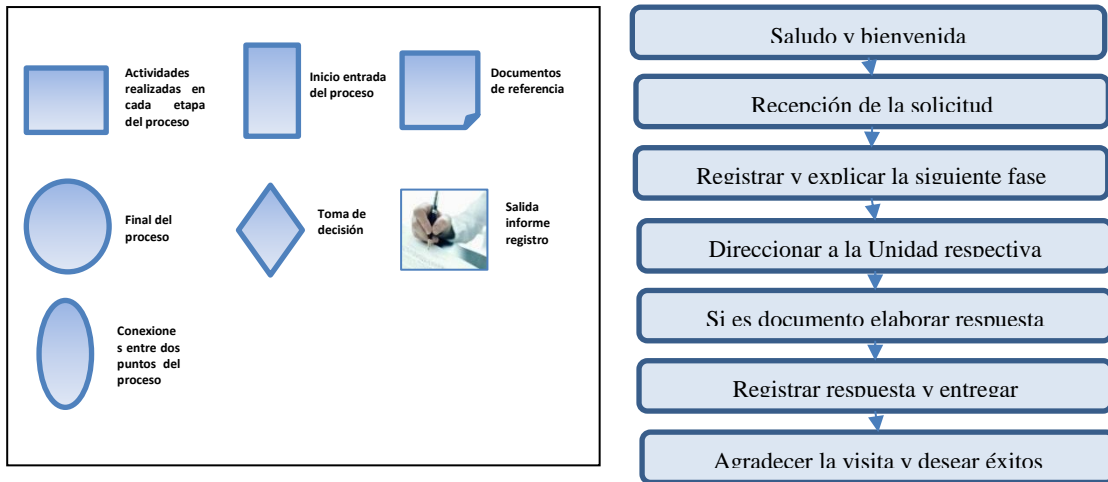 Actividades
realizadas en
cada etapa
del proceso
Inicio entrada
del proceso
Documentos
de referencia
Final del
proceso
Toma de
decisión
Salida
informe
registro
Conexione
s entre dos
puntos del
proceso
Saludo y bienvenida
Recepción de la solicitud
Registrar y explicar la siguiente fase
Direccionar a la Unidad respectiva
Si es documento elaborar respuesta
Registrar respuesta y entregar
Agradecer la visita y desear éxitos